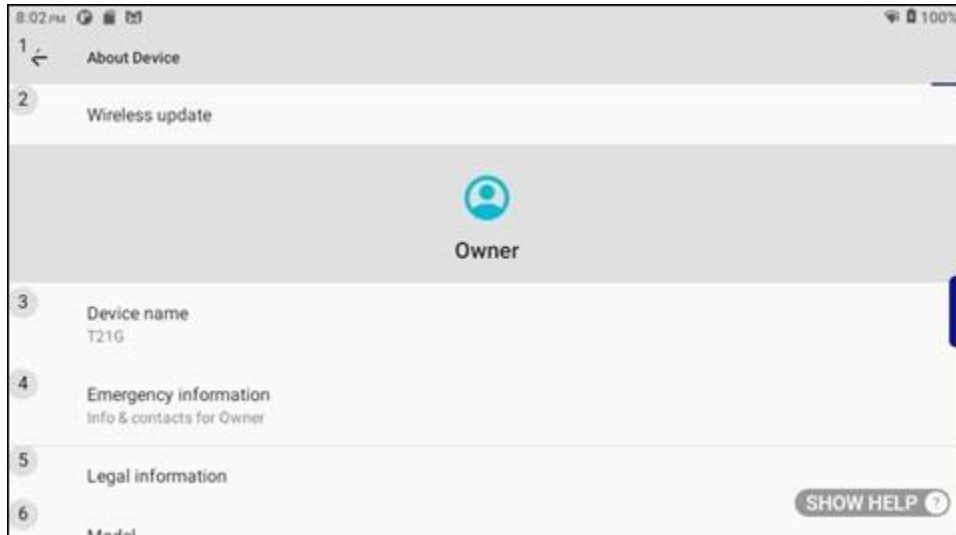 8:02 PM 100%
1 About Device
2
Wireless update
Owner
3
Device name
T21G
4
Emergency information
Info & contacts for Owner
5
Legal information
SHOW HELP ?
6
Model